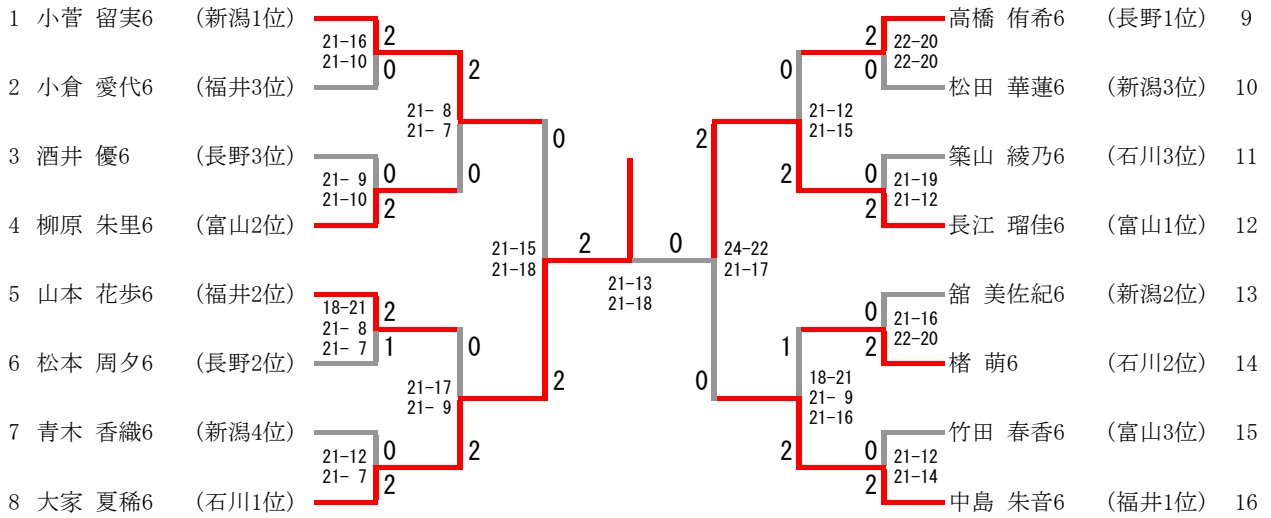 1 小菅 留実6 (新潟1位)
21-16 2
21-10 0
2 小倉 愛代6 (福井3位)
2
21- 8
21- 7
0
3 酒井 優6 (長野3位)
21- 9 0
21-10 2
0
4 柳原 朱里6 (富山2位)
21-15
21-18
2
5 山本 花歩6 (福井2位)
18-21 2
21- 8
21- 7 1
0
6 松本 周夕6 (長野2位)
21-17
21- 9
2
7 青木 香織6 (新潟4位)
21-12 0
21- 7 2
2
8 大家 夏稀6 (石川1位)
0
21-13
21-18
高橋 侑希6 (長野1位) 9
2 22-20
0 22-20
0
松田 華蓮6 (新潟3位) 10
21-12
21-15
2
築山 綾乃6 (石川3位) 11
0 21-19
2 21-12
2
長江 瑠佳6 (富山1位) 12
24-22
21-17
舘 美佐紀6 (新潟2位) 13
0 21-16
2 22-20
1
楮 萌6 (石川2位) 14
18-21
21- 9
21-16
0
竹田 春香6 (富山3位) 15
0 21-12
2 21-14
2
中島 朱音6 (福井1位) 16